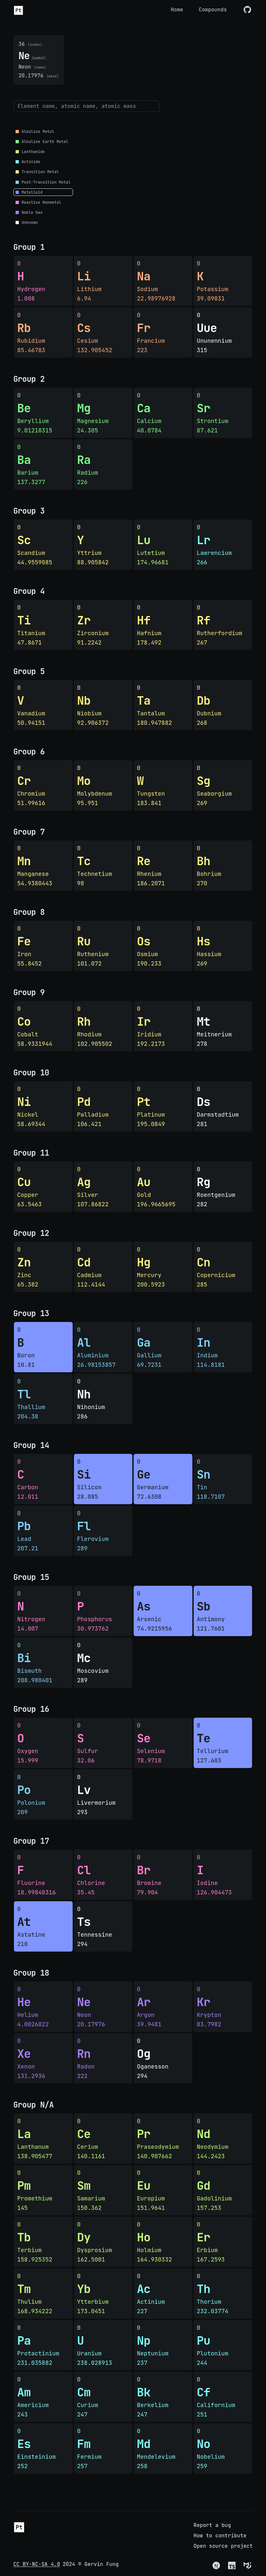 Pt
Home Compounds
36 (number)
Ne (symbol)
Neon (name)
20.17976 (mass)
Element name, atomic name, atomic mass
Alkaline Metal
Alkaline Earth Metal
Lanthanide
Actinide
Transition Metal
Post-Transition Metal
Metalloid
Reactive Nonmetal
Noble Gas
Unknown
Group 1
0 0 0 0
H Li Na K
Hydrogen Lithium Sodium Potassium
1.008 6.94 22.98976928 39.09831
0 0 0 0
Rb Cs Fr Uue
Rubidium Cesium Francium Ununennium
85.46783 132.905452 223 315
Group 2
0 0 0 0
Be Mg Ca Sr
Beryllium Magnesium Calcium Strontium
9.01218315 24.305 40.0784 87.621
0 0
Ba Ra
Barium Radium
137.3277 226
Group 3
0 0 0 0
Sc Y Lu Lr
Scandium Yttrium Lutetium Lawrencium
44.9559085 88.905842 174.96681 266
Group 4
0 0 0 0
Ti Zr Hf Rf
Titanium Zirconium Hafnium Rutherfordium
47.8671 91.2242 178.492 267
Group 5
0 0 0 0
V Nb Ta Db
Vanadium Niobium Tantalum Dubnium
50.94151 92.906372 180.947882 268
Group 6
0 0 0 0
Cr Mo W Sg
Chromium Molybdenum Tungsten Seaborgium
51.99616 95.951 183.841 269
Group 7
0 0 0 0
Mn Tc Re Bh
Manganese Technetium Rhenium Bohrium
54.9380443 98 186.2071 270
Group 8
0 0 0 0
Fe Ru Os Hs
Iron Ruthenium Osmium Hassium
55.8452 101.072 190.233 269
Group 9
0 0 0 0
Co Rh Ir Mt
Cobalt Rhodium Iridium Meitnerium
58.9331944 102.905502 192.2173 278
Group 10
0 0 0 0
Ni Pd Pt Ds
Nickel Palladium Platinum Darmstadtium
58.69344 106.421 195.0849 281
Group 11
0 0 0 0
Cu Ag Au Rg
Copper Silver Gold Roentgenium
63.5463 107.86822 196.9665695 282
Group 12
0 0 0 0
Zn Cd Hg Cn
Zinc Cadmium Mercury Copernicium
65.382 112.4144 200.5923 285
Group 13
0 0 0 0
B Al Ga In
Boron Aluminium Gallium Indium
10.81 26.98153857 69.7231 114.8181
0 0
Tl Nh
Thallium Nihonium
204.38 286
Group 14
0 0 0 0
C Si Ge Sn
Carbon Silicon Germanium Tin
12.011 28.085 72.6308 118.7107
0 0
Pb Fl
Lead Flerovium
207.21 289
Group 15
0 0 0 0
N P As Sb
Nitrogen Phosphorus Arsenic Antimony
14.007 30.973762 74.9215956 121.7601
0 0
Bi Mc
Bismuth Moscovium
208.980401 289
Group 16
0 0 0 0
O S Se Te
Oxygen Sulfur Selenium Tellurium
15.999 32.06 78.9718 127.603
0 0
Po Lv
Polonium Livermorium
209 293
Group 17
0 0 0 0
F Cl Br I
Fluorine Chlorine Bromine Iodine
18.99840316 35.45 79.904 126.904473
0 0
At Ts
Astatine Tennessine
210 294
Group 18
0 0 0 0
He Ne Ar Kr
Helium Neon Argon Krypton
4.0026022 20.17976 39.9481 83.7982
0 0 0
Xe Rn Og
Xenon Radon Oganesson
131.2936 222 294
Group N/A
0 0 0 0
La Ce Pr Nd
Lanthanum Cerium Praseodymium Neodymium
138.905477 140.1161 140.907662 144.2423
0 0 0 0
Pm Sm Eu Gd
Promethium Samarium Europium Gadolinium
145 150.362 151.9641 157.253
0 0 0 0
Tb Dy Ho Er
Terbium Dysprosium Holmium Erbium
158.925352 162.5001 164.930332 167.2593
0 0 0 0
Tm Yb Ac Th
Thulium Ytterbium Actinium Thorium
168.934222 173.0451 227 232.03774
0 0 0 0
Pa U Np Pu
Protactinium Uranium Neptunium Plutonium
231.035882 238.028913 237 244
0 0 0 0
Am Cm Bk Cf
Americium Curium Berkelium Californium
243 247 247 251
0 0 0 0
Es Fm Md No
Einsteinium Fermium Mendelevium Nobelium
252 257 258 259
Pt
Report a bug
How to contribute
Open source project
CC BY-NC-SA 4.0 2024 © Gervin Fung
N TS